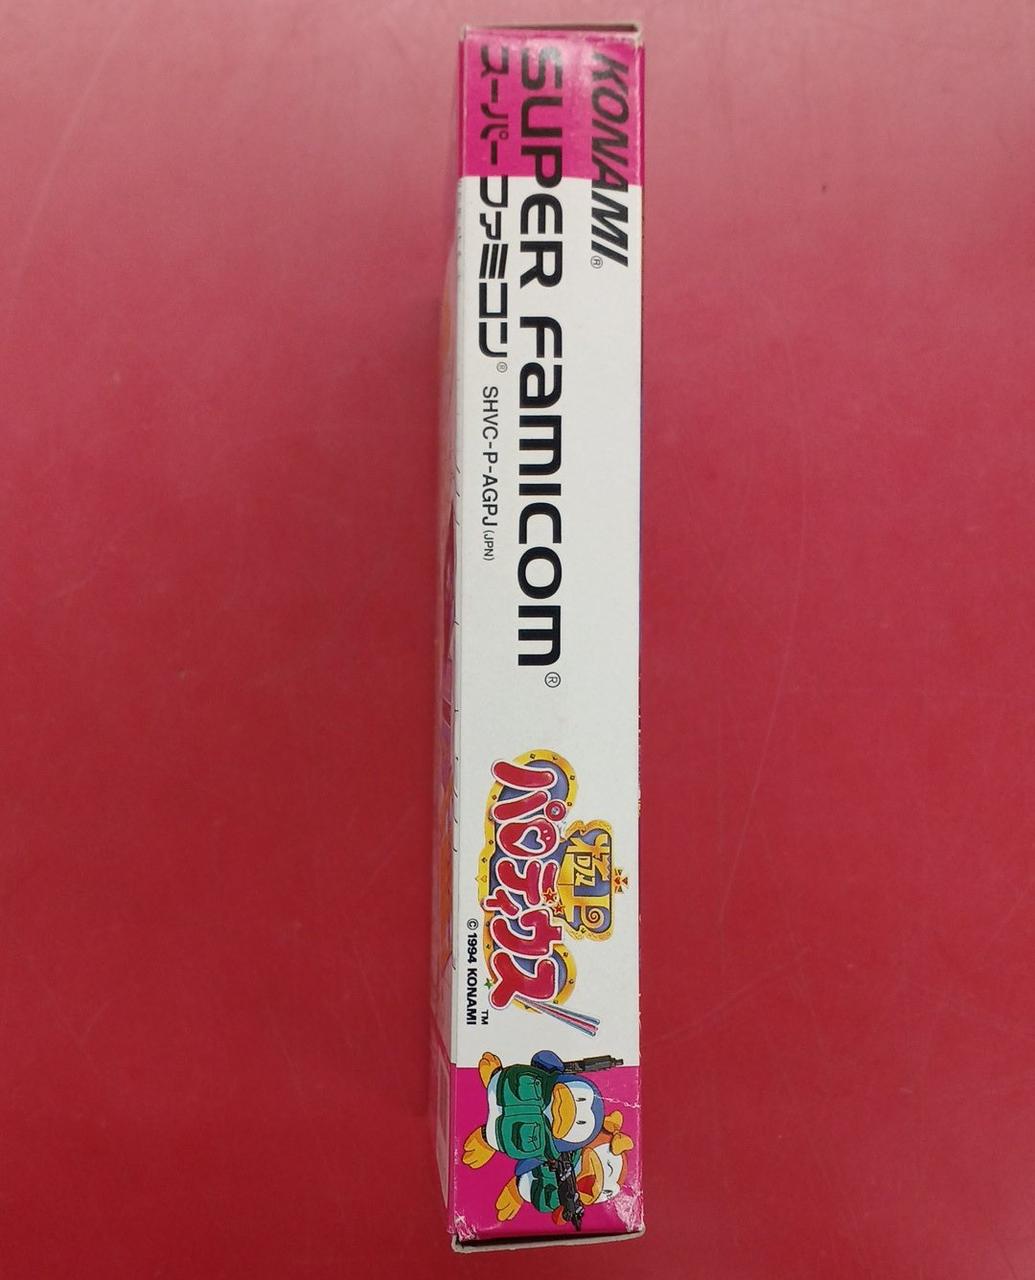 KONAMI®
SUPER FAMICOM®
スーパーファミコン®
SHVC-P-AGPJ (JPN)
極上
パロディウス
TM
© 1994 KONAMI